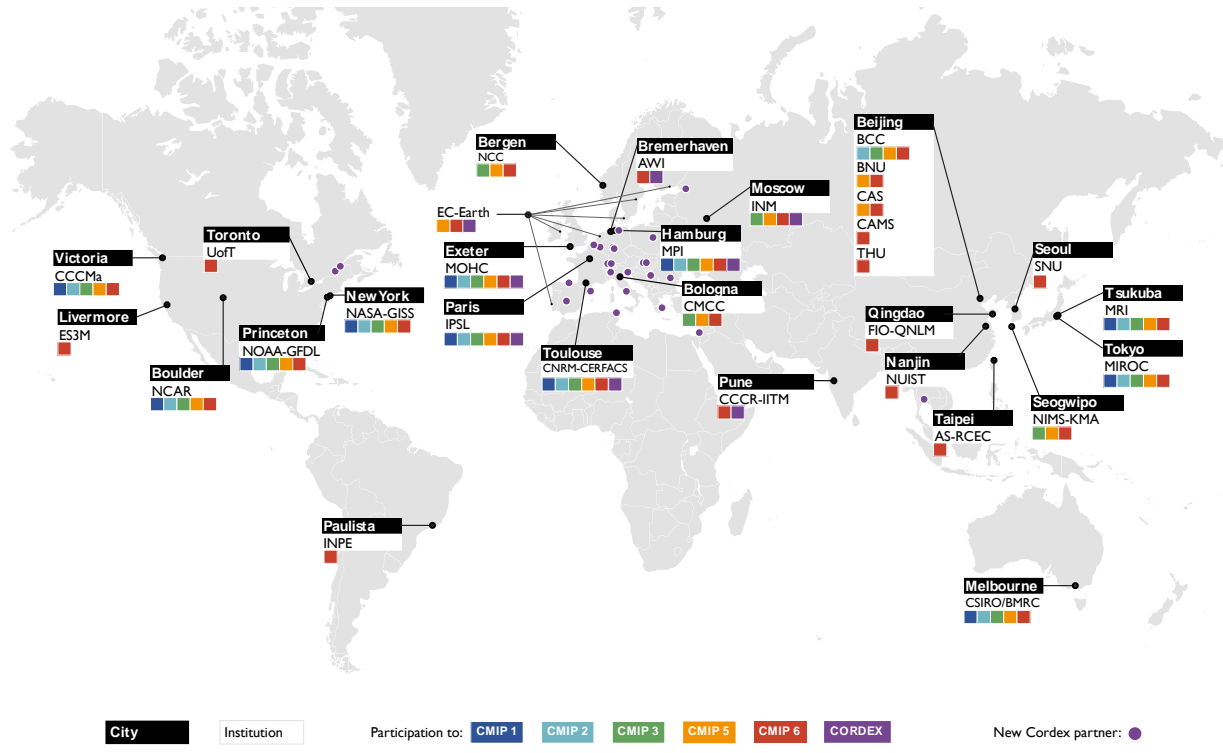 Bergen
NCC
Bremerhaven
AWI
Beijing
BCC
BNU
CAS
CAMS
THU
Moscow
INM
EC-Earth
Toronto
UofT
Hamburg
MPI
Exeter
MOHC
Victoria
CCCMa
Seoul
SNU
Bologna
CMCC
Tsukuba
MRI
New York
NASA-GISS
Paris
IPSL
Livermore
ES3M
Princeton
NOAA-GFDL
Qingdao
FIO-QNLM
Tokyo
MIROC
Toulouse
CNRM-CERFACS
Nanjin
NUIST
Boulder
NCAR
Pune
CCCR-IITM
Seogwipo
NIMS-KMA
Taipei
AS-RCEC
Paulista
INPE
Melbourne
CSIRO/BMRC
City
Institution
Participation to: CMIP 1 CMIP 2 CMIP 3 CMIP 5 CMIP 6 CORDEX
New Cordex partner: